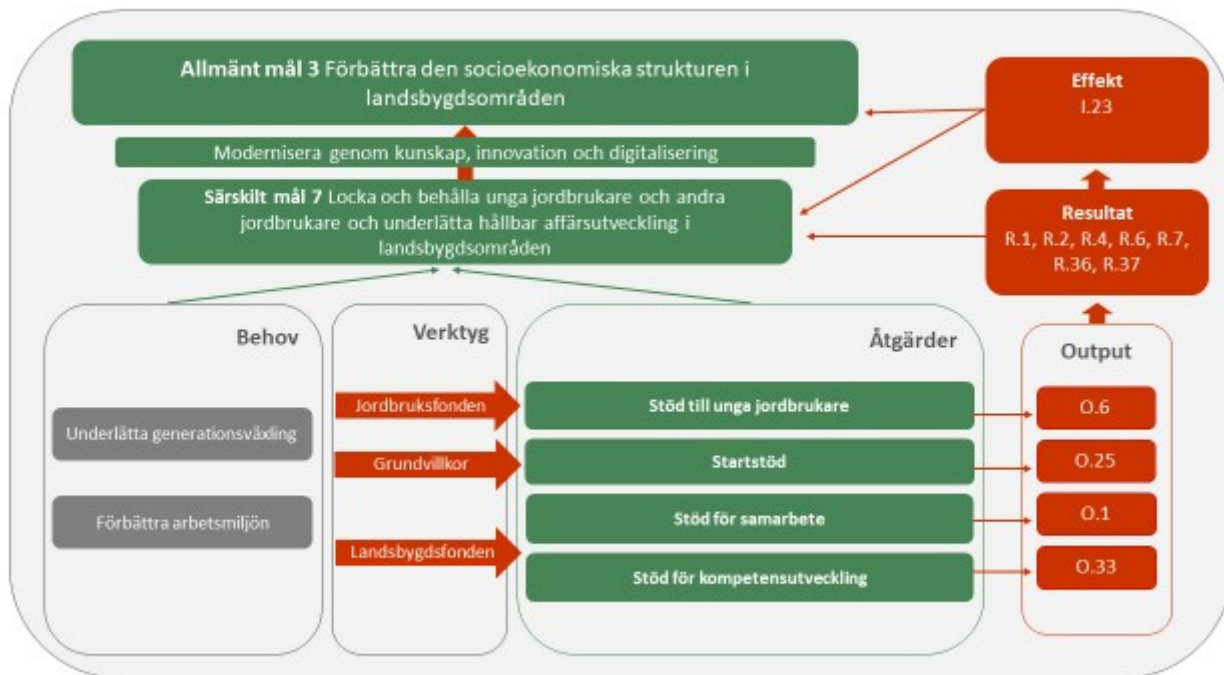 Allmänt mål 3 Förbättra den socioekonomiska strukturen i
landsbygdsområden
Modernisera genom kunskap, innovation och digitalisering
Särskilt mål 7 Locka och behålla unga jordbrukare och andra
jordbrukare och underlätta hållbar affärsutveckling i
landsbygdsområden
Effekt
I.23
Resultat
R.1, R.2, R.4, R.6, R.7,
R.36, R.37
Behov
Underlätta generationsväxling
Förbättra arbetsmiljön
Verktyg
Jordbruksfonden
Grundvillkor
Landsbygdsfonden
Åtgärder
Stöd till unga jordbrukare
Startstöd
Stöd för samarbete
Stöd för kompetensutveckling
Output
O.6
O.25
O.1
O.33